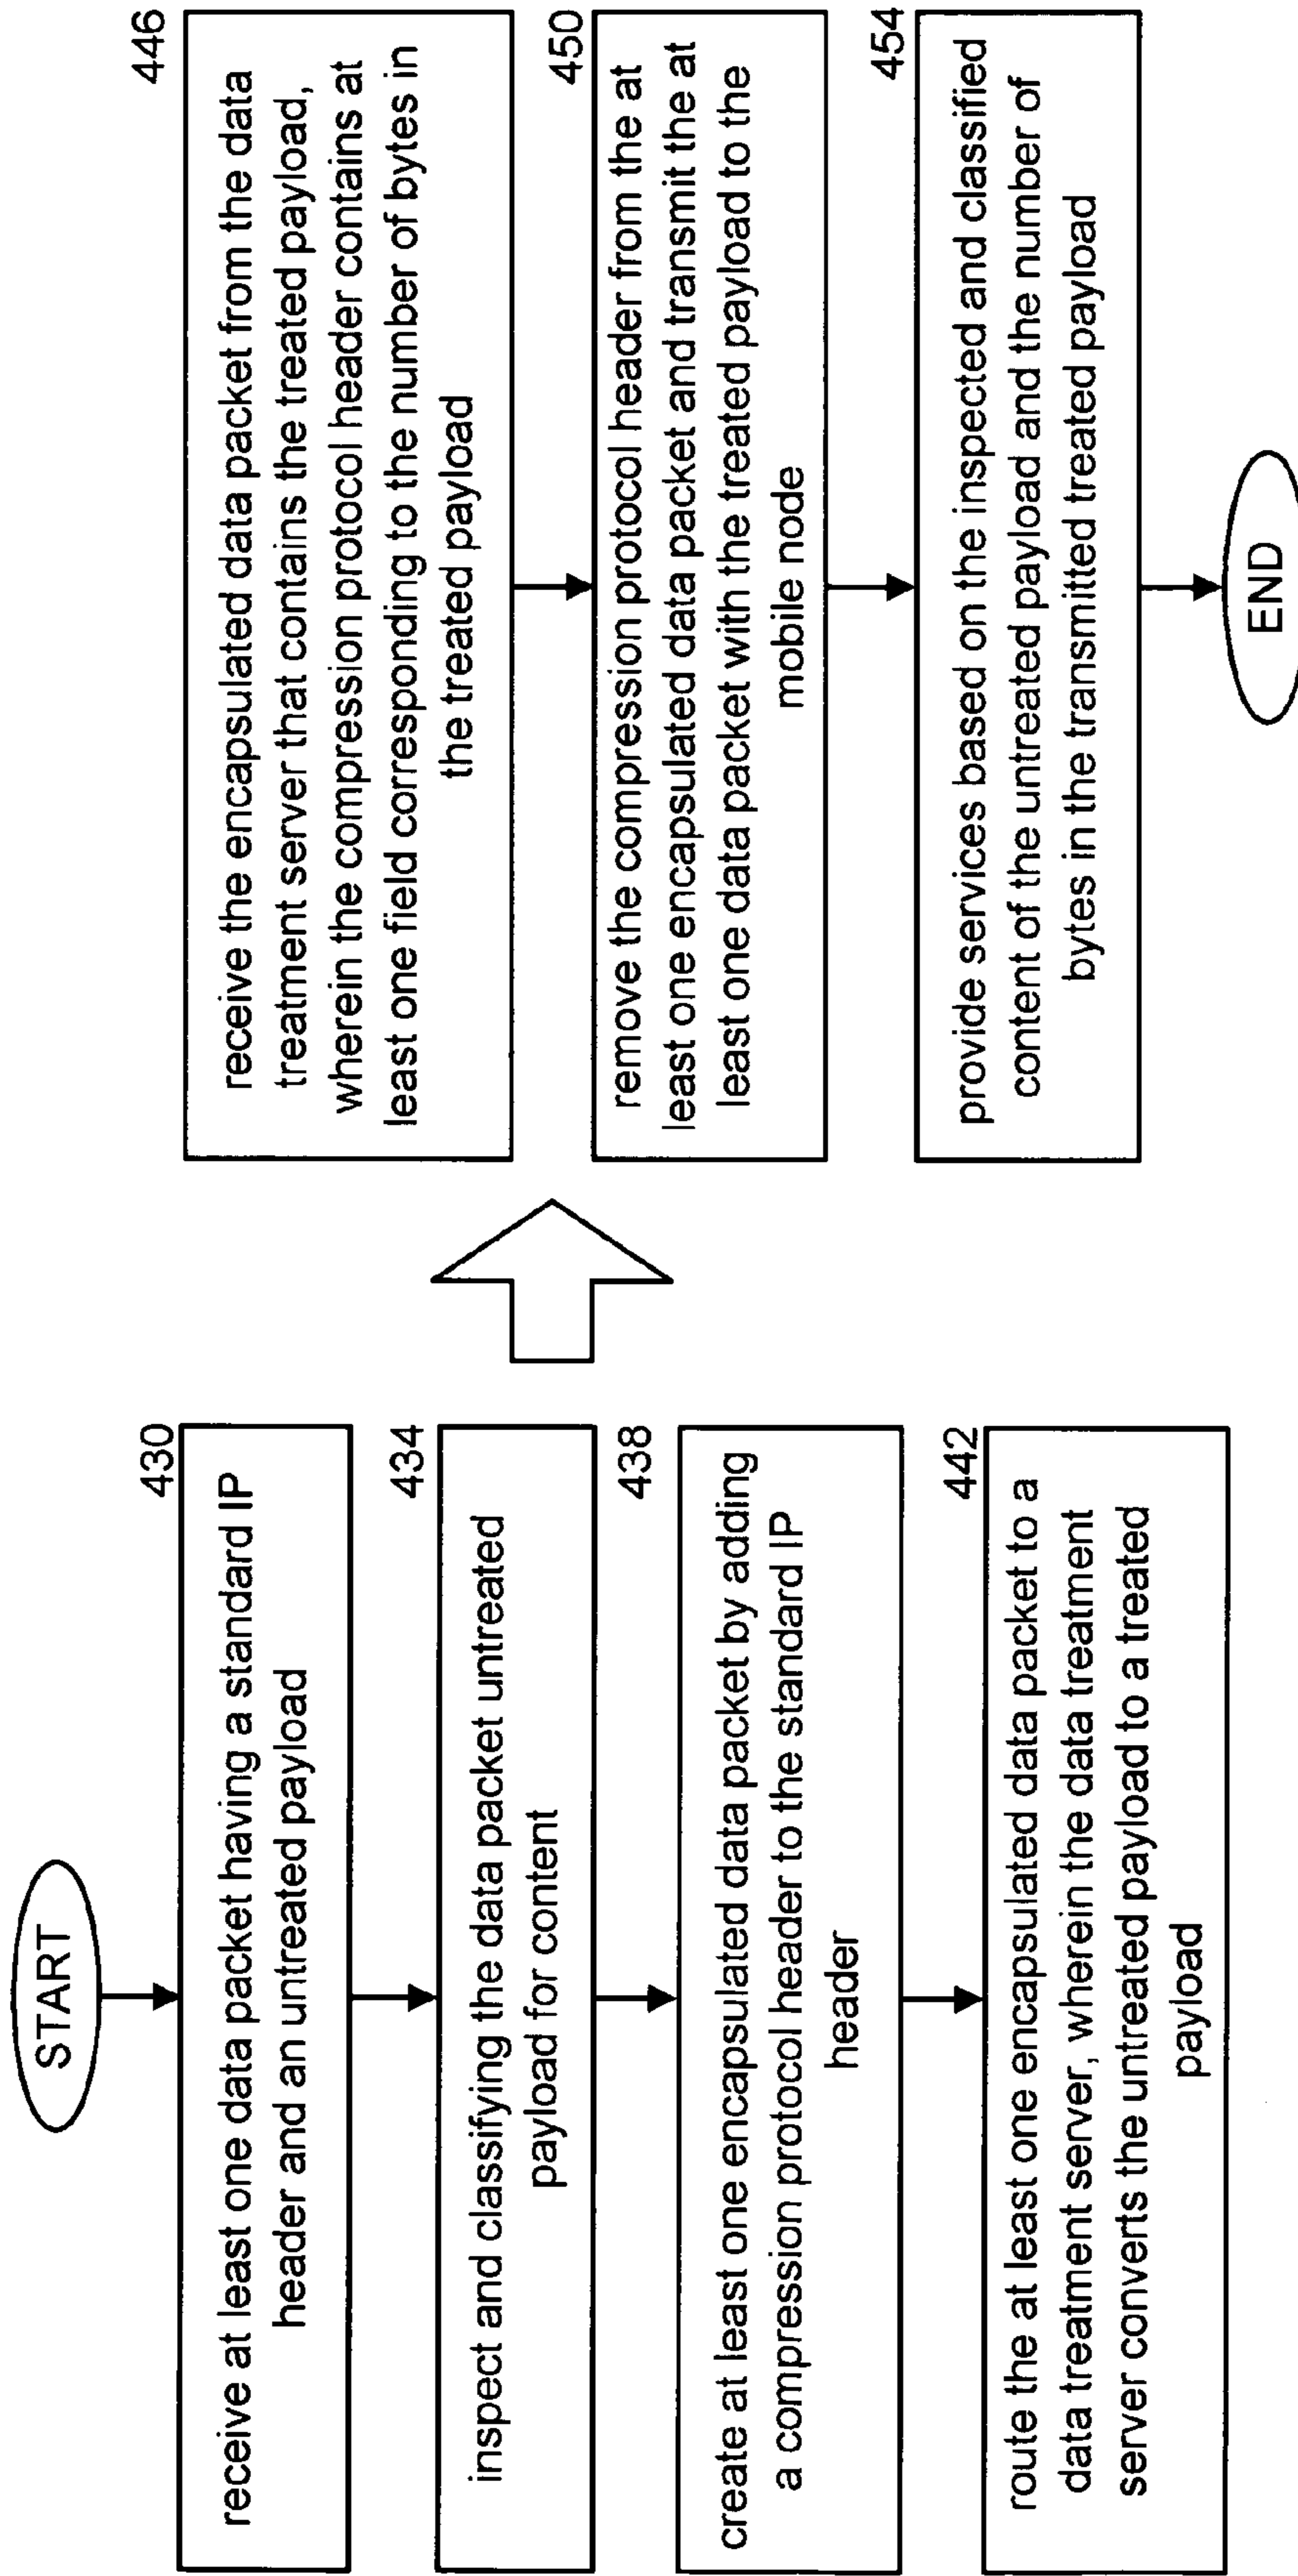 START
430
receive at least one data packet having a standard IP
header and an untreated payload
434
inspect and classifying the data packet untreated
payload for content
438
create at least one encapsulated data packet by adding
a compression protocol header to the standard IP
header
442
route the at least one encapsulated data packet to a
data treatment server, wherein the data treatment
server converts the untreated payload to a treated
payload
446
receive the encapsulated data packet from the data
treatment server that contains the treated payload,
wherein the compression protocol header contains at
least one field corresponding to the number of bytes in
the treated payload
450
remove the compression protocol header from the at
least one encapsulated data packet and transmit the at
least one data packet with the treated payload to the
mobile node
454
provide services based on the inspected and classified
content of the untreated payload and the number of
bytes in the transmitted treated payload
END